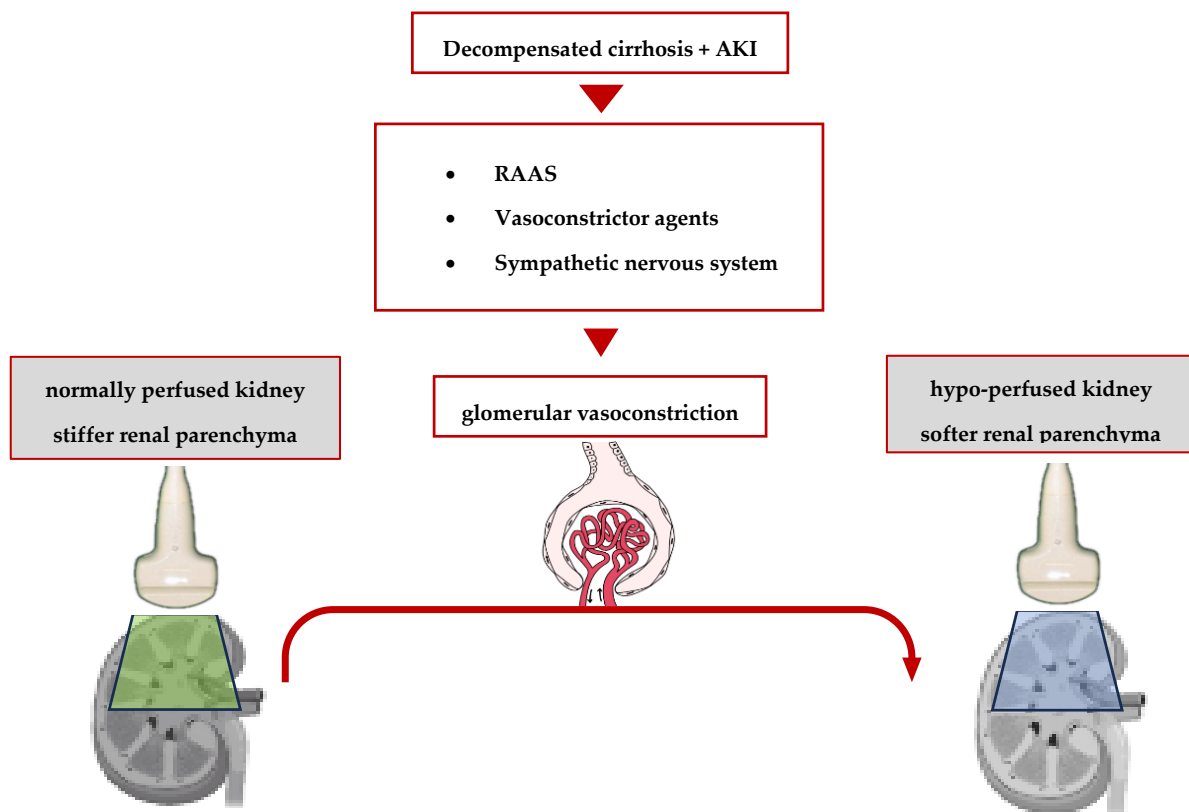 Decompensated cirrhosis + AKI
• RAAS
• Vasoconstrictor agents
• Sympathetic nervous system
normally perfused kidney
stiffer renal parenchyma
glomerular vasoconstriction
hypo-perfused kidney
softer renal parenchyma